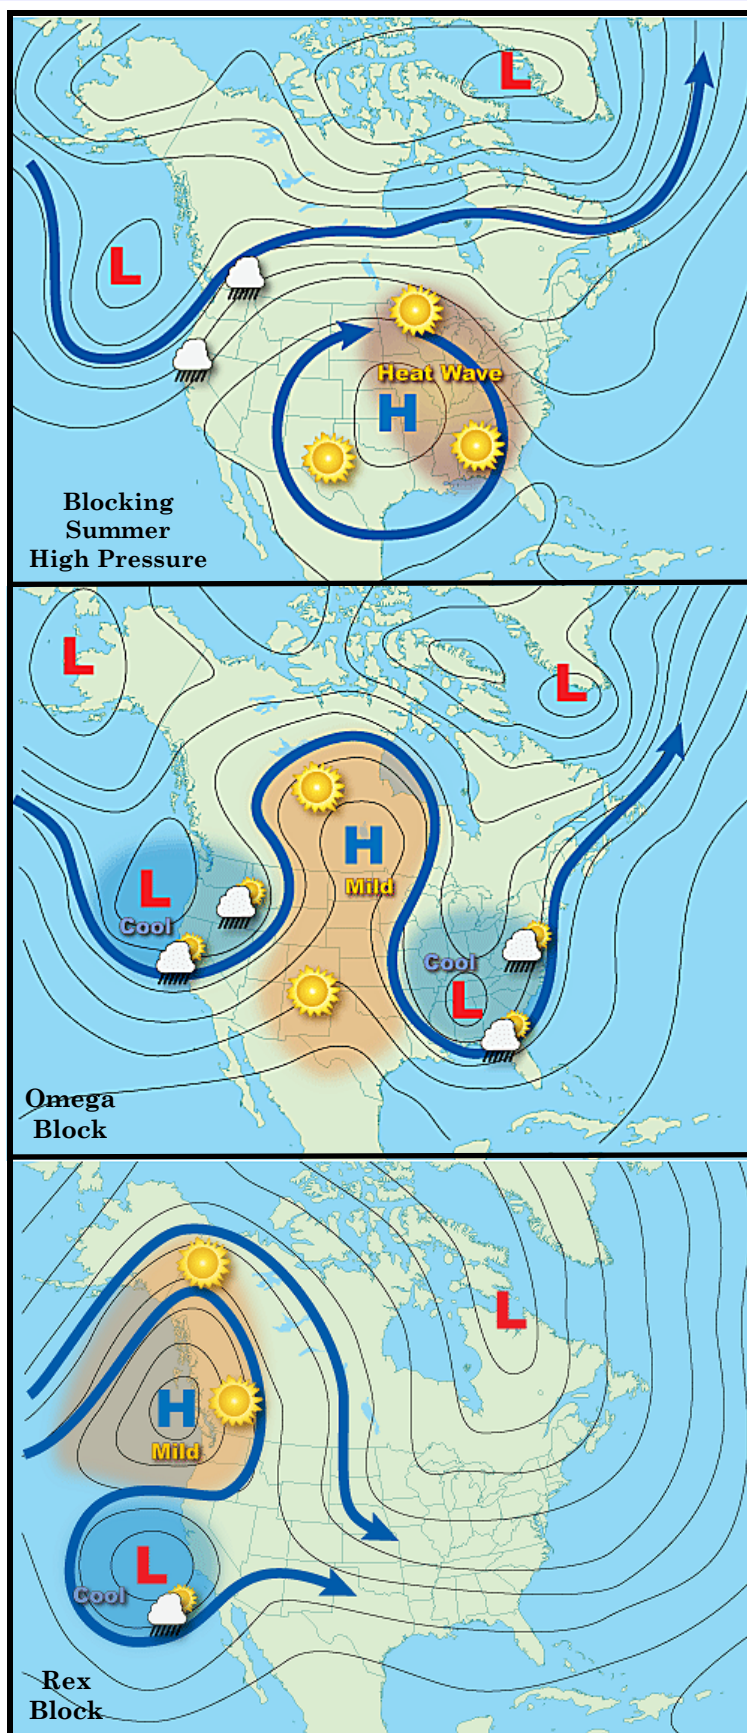 L
L
Heat Wave
H
Blocking
Summer
High Pressure
L
L
H
Mild
L
Cool
Cool
L
Omega
Block
L
H
Mild
L
Cool
Rex
Block